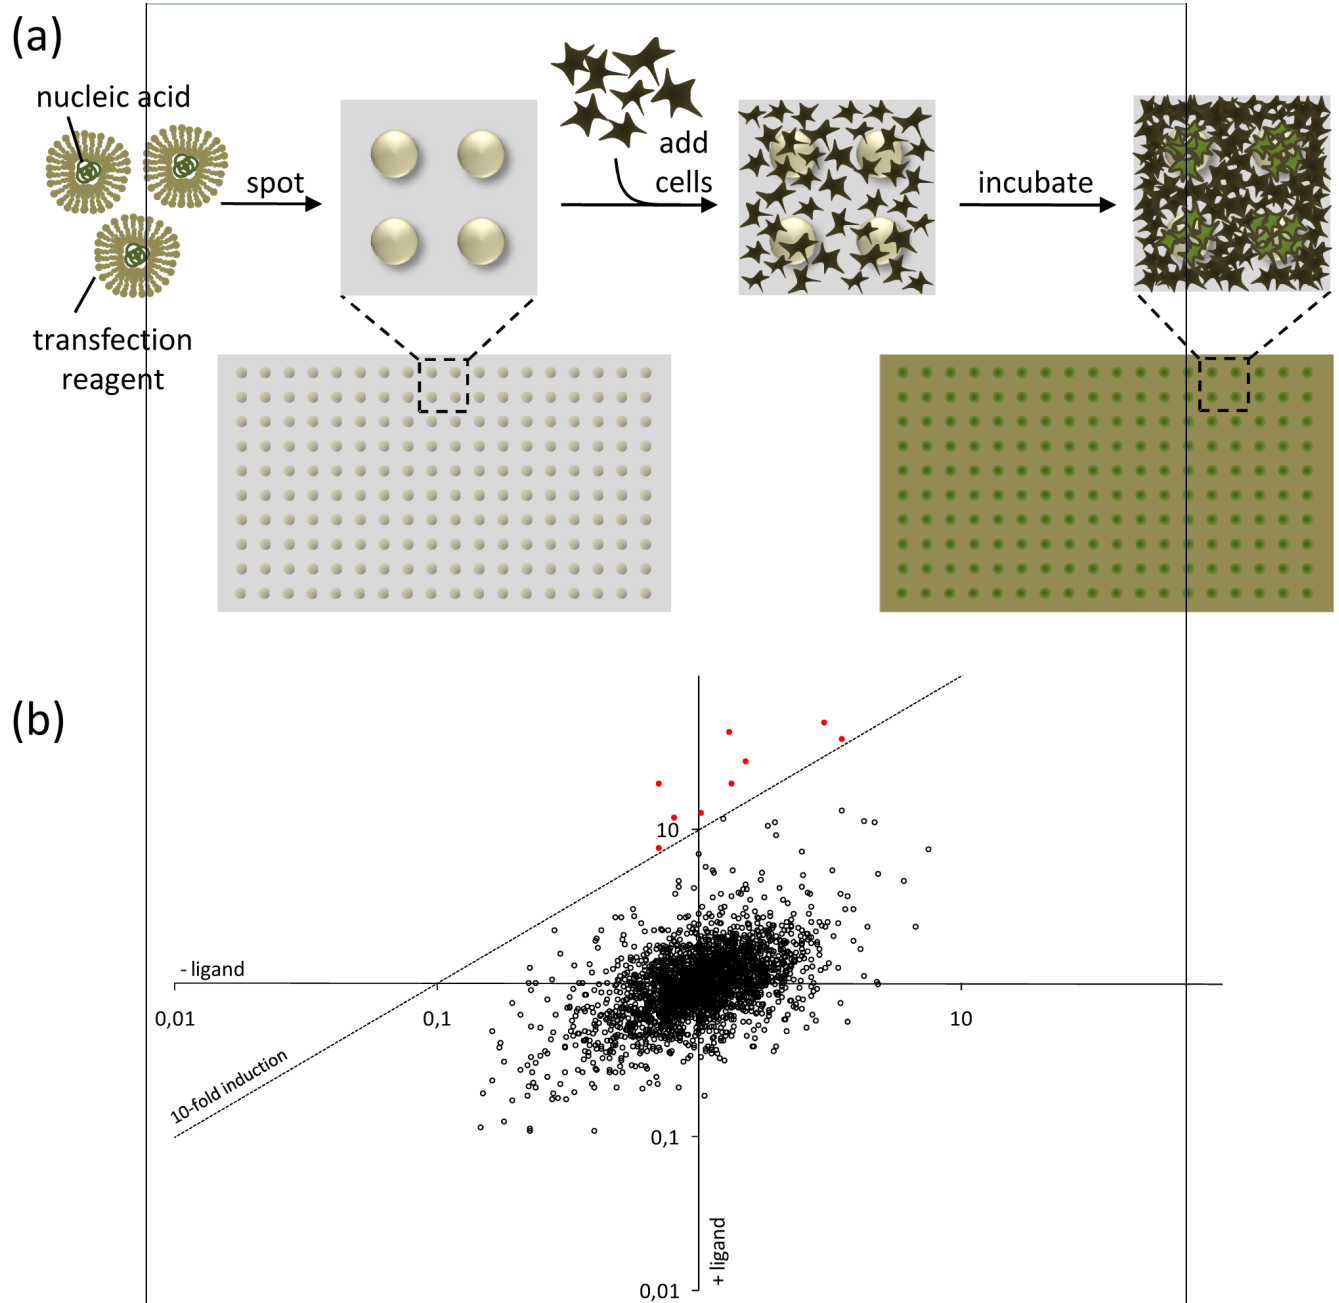 (a)
nucleic acid
spot
add
cells
incubate
transfection
reagent
(b)
10
- ligand
0,01
0,1
10
10-fold induction
0,1
+ ligand
0,01